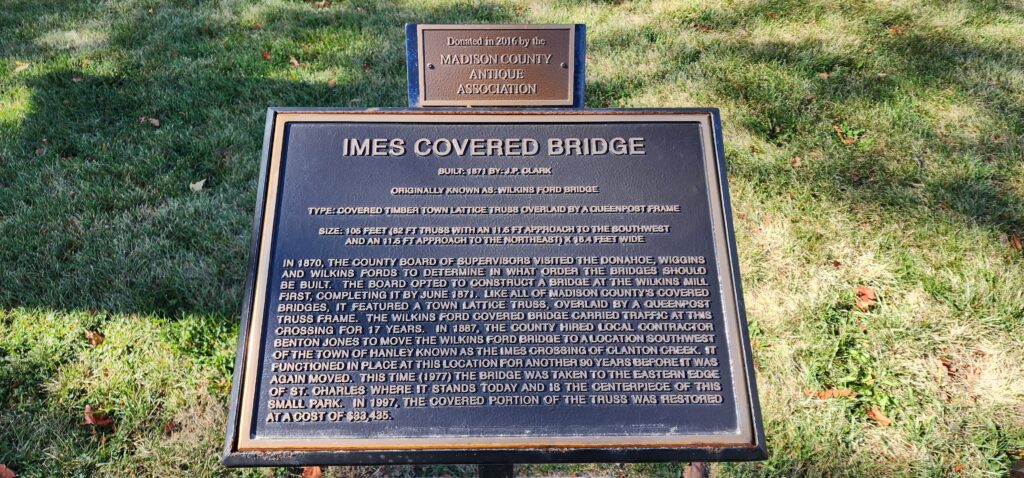 Donated in 2016 by the
MADISON COUNTY
ANTIQUE
ASSOCIATION
IMES COVERED BRIDGE
BUILT: 1871 BY: J.P. CLARK
ORIGINALLY KNOWN AS: WILKINS FORD BRIDGE
TYPE: COVERED TIMBER TOWN LATTICE TRUSS OVERLAID BY A QUEENPOST FRAME
SIZE: 105 FEET (82 FT TRUSS WITH AN 11.5 FT APPROACH TO THE SOUTHWEST
AND AN 11.5 FT APPROACH TO THE NORTHEAST) X 16.4 FEET WIDE
IN 1870, THE COUNTY BOARD OF SUPERVISORS VISITED THE DONAHOE, WIGGINS
AND WILKINS FORDS TO DETERMINE IN WHAT ORDER THE BRIDGES SHOULD
BE BUILT. THE BOARD OPTED TO CONSTRUCT A BRIDGE AT THE WILKINS MILL
FIRST, COMPLETING IT BY JUNE 1871. LIKE ALL OF MADISON COUNTY'S COVERED
BRIDGES, IT FEATURED A TOWN LATTICE TRUSS, OVERLAID BY A QUEENPOST
TRUSS FRAME. THE WILKINS FORD COVERED BRIDGE CARRIED TRAFFIC AT THIS
CROSSING FOR 17 YEARS. IN 1887, THE COUNTY HIRED LOCAL CONTRACTOR
BENTON JONES TO MOVE THE WILKINS FORD BRIDGE TO A LOCATION SOUTHWEST
OF THE TOWN OF HANLEY KNOWN AS THE IMES CROSSING OF CLANTON CREEK. IT
FUNCTIONED IN PLACE AT THIS LOCATION FOR ANOTHER 90 YEARS BEFORE IT WAS
AGAIN MOVED. THIS TIME (1977) THE BRIDGE WAS TAKEN TO THE EASTERN EDGE
OF ST. CHARLES WHERE IT STANDS TODAY AND IS THE CENTERPIECE OF THIS
SMALL PARK. IN 1997, THE COVERED PORTION OF THE TRUSS WAS RESTORED
AT A COST OF $33,435.